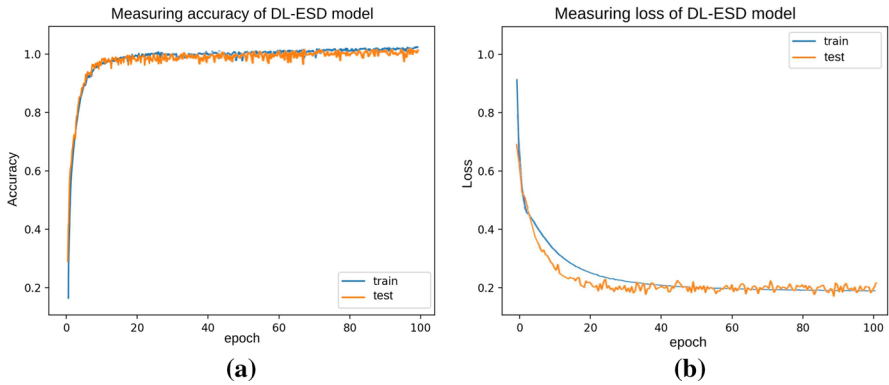 Measuring accuracy of DL-ESD model
1.0
0.8
0.6
0.4
0.2
Accuracy
train
test
0 20 40 60 80 100
epoch
(a)
Measuring loss of DL-ESD model
1.0
0.8
0.6
0.4
0.2
Loss
train
test
0 20 40 60 80 100
epoch
(b)